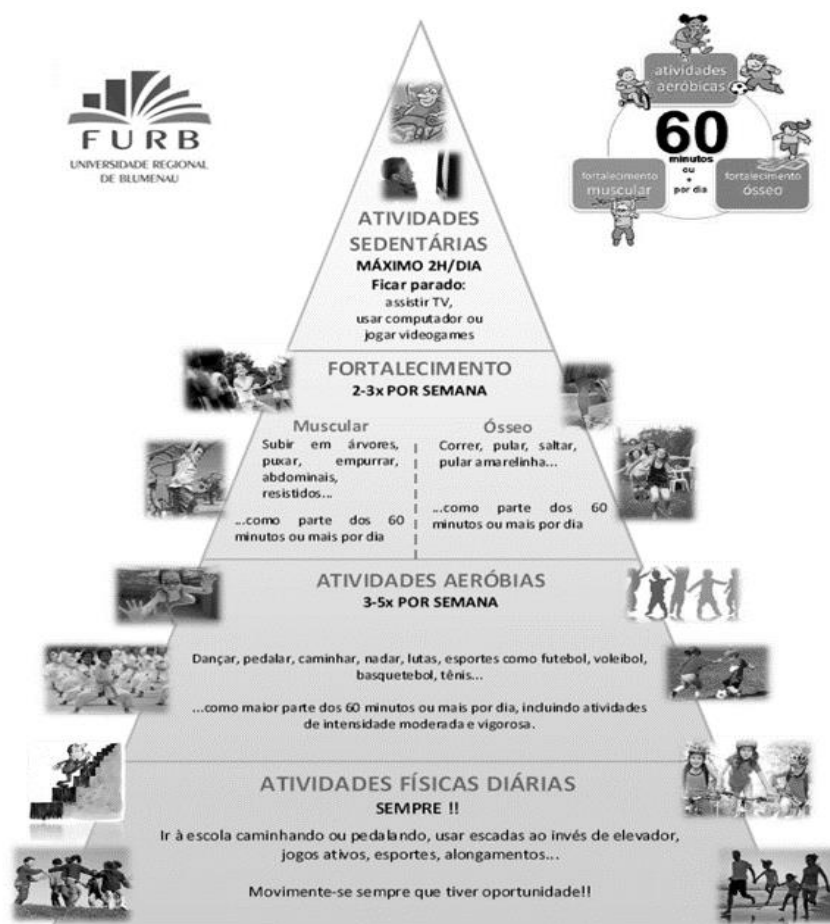 FURB
UNIVERSIDADE REGIONAL
DE BLUMENAU
atividades
aeróbicas
60
minutos
ou
+
por dia
fortalecimento
muscular
fortalecimento
ósseo
ATIVIDADES
SEDENTÁRIAS
MÁXIMO 2H/DIA
Ficar parado:
assistir TV,
usar computador ou
jogar videogames
FORTALECIMENTO
2-3x POR SEMANA
Muscular
Subir em árvores,
puxar, empurrar,
abdominais,
resistidos...
...como parte dos 60
minutos ou mais por dia
Ósseo
Correr, pular, saltar,
pular amarelinha...
...como parte dos 60
minutos ou mais por dia
ATIVIDADES AERÓBIAS
3-5x POR SEMANA
Dançar, pedalar, caminhar, nadar, lutas, esportes como futebol, voleibol,
basquetebol, tênis...
...como maior parte dos 60 minutos ou mais por dia, incluindo atividades
de intensidade moderada e vigorosa.
ATIVIDADES FÍSICAS DIÁRIAS
SEMPRE !!
Ir à escola caminhando ou pedalando, usar escadas ao invés de elevador,
jogos ativos, esportes, alongamentos...
Movimente-se sempre que tiver oportunidade!!